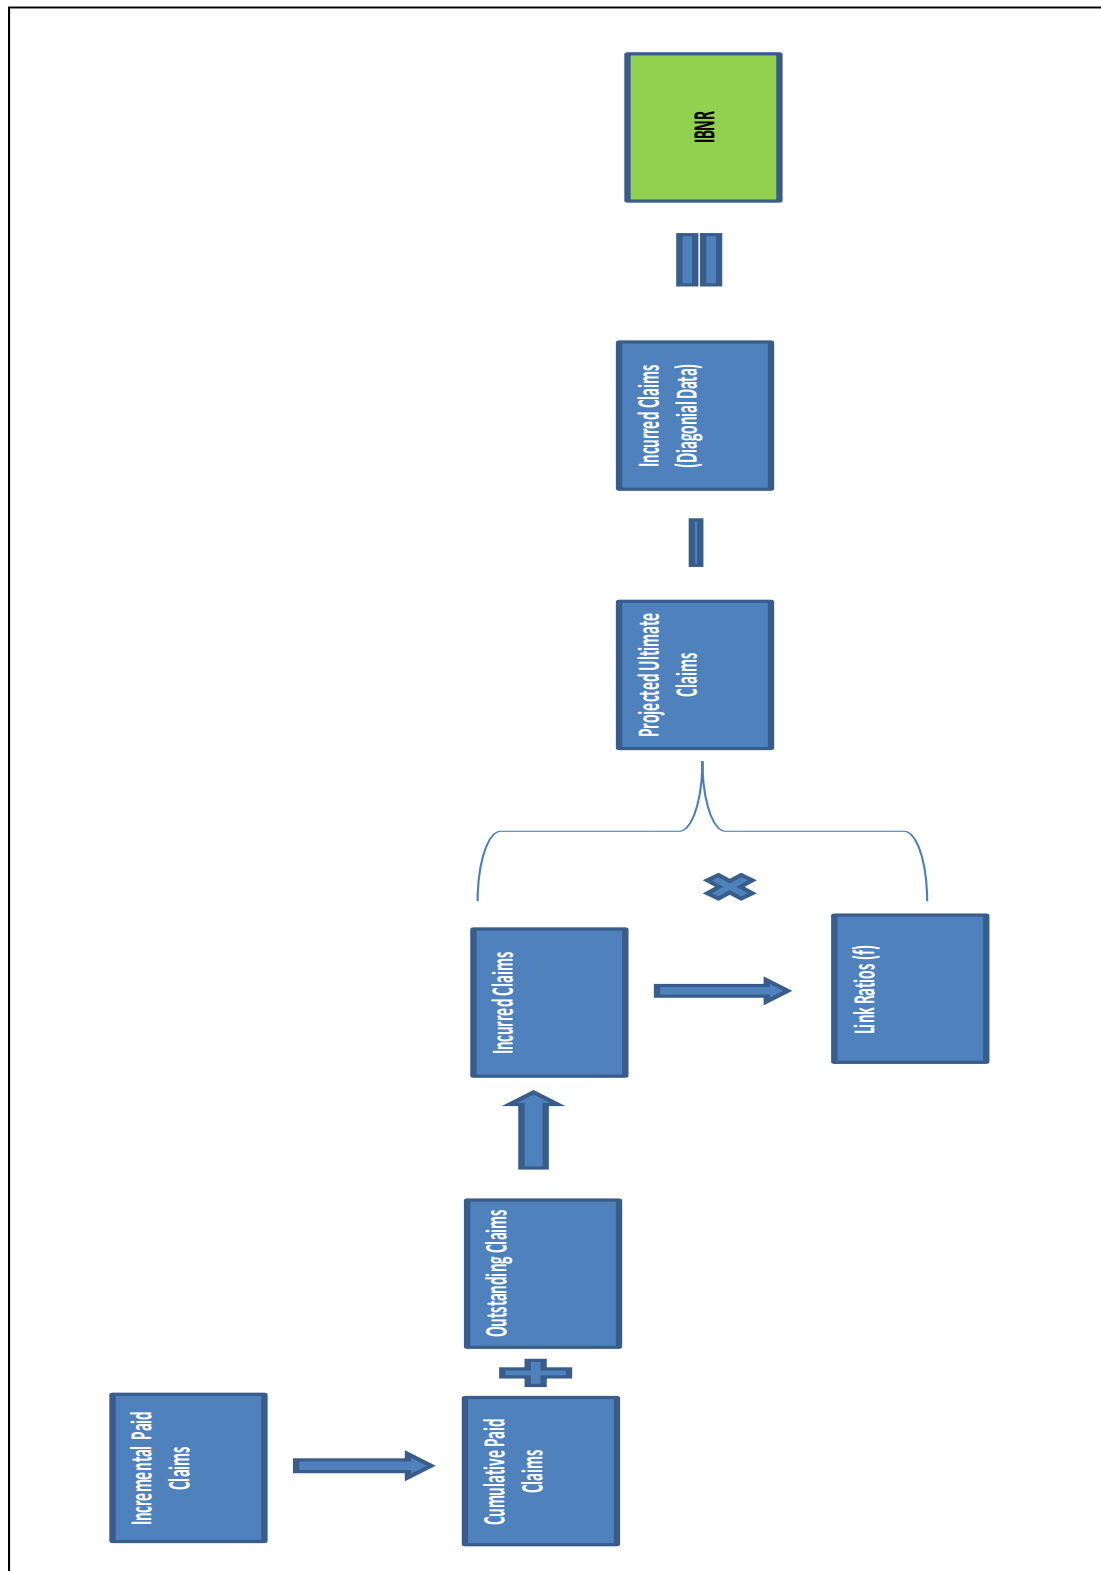 Incremental Paid
Claims
Cumulative Paid
Claims
Outstanding Claims
Incurred Claims
Link Ratios (f)
Projected Ultimate
Claims
Incurred Claims
(Diagonial Data)
IBNR